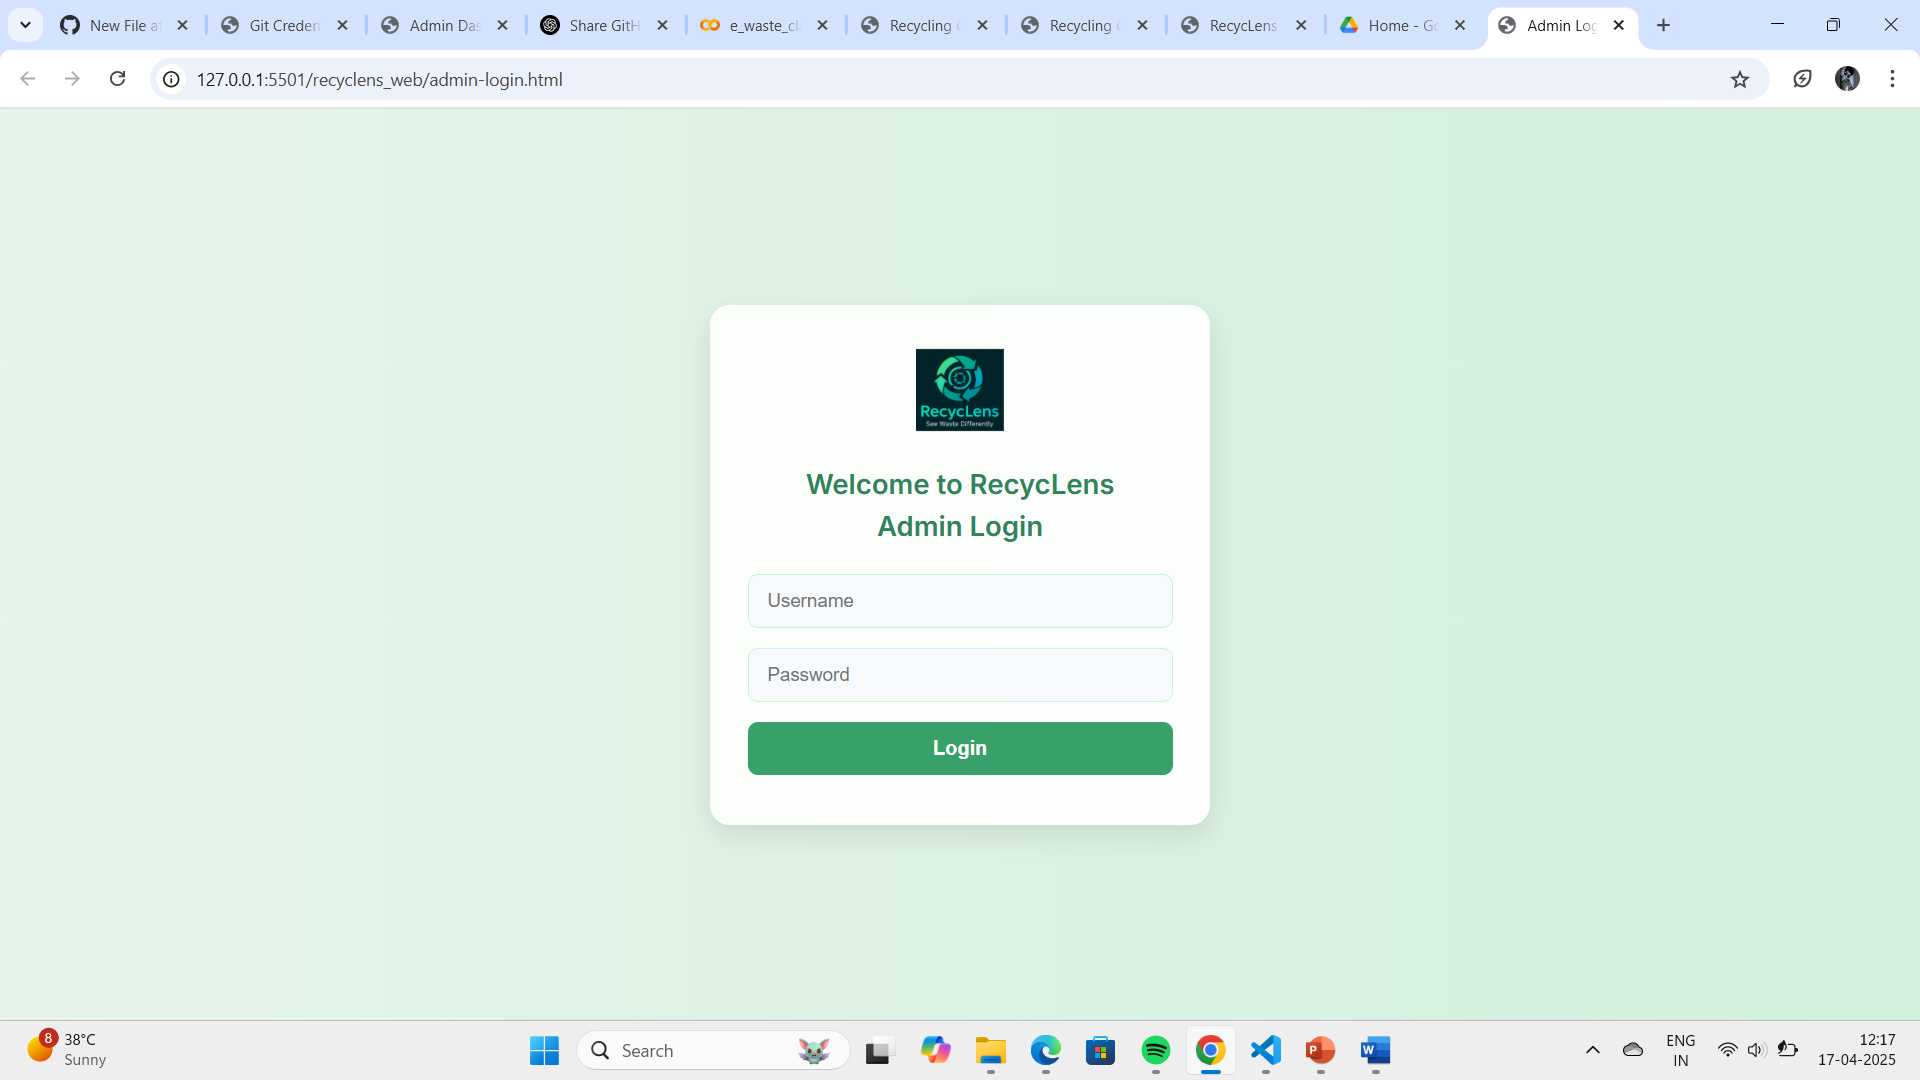 New File a
Git Creden
Admin Das
Share GitH
e_waste_cl
Recycling
Recycling
RecycLens
Home - Go
Admin Log
127.0.0.1:5501/recyclens_web/admin-login.html
RecycLens
See Waste Differently
Welcome to RecycLens
Admin Login
Username
Password
Login
8
38°C
Sunny
Search
ENG
IN
12:17
17-04-2025